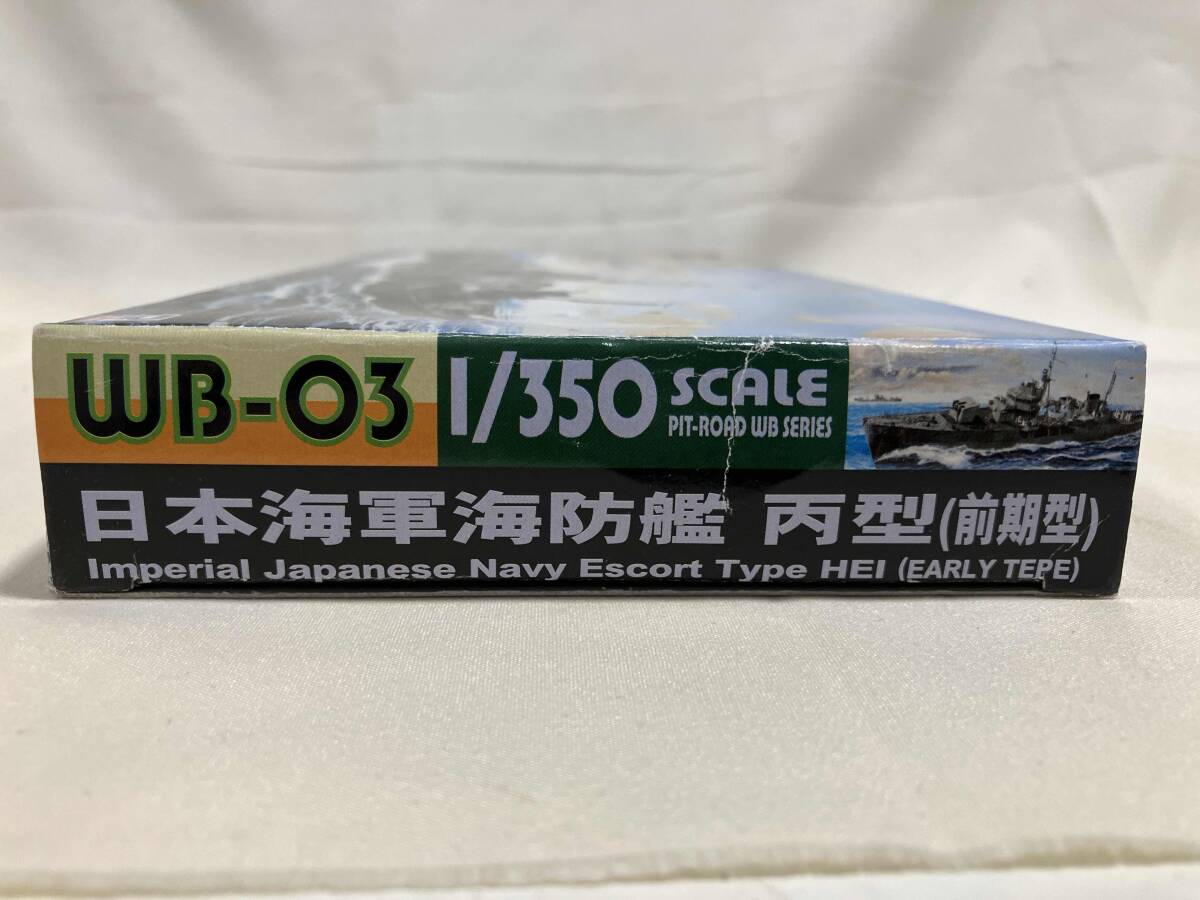 WB-03
1/350 SCALE
PIT-ROAD WB SERIES
日本海軍海防艦 丙型(前期型)
Imperial Japanese Navy Escort Type HEI (EARLY TEPE)